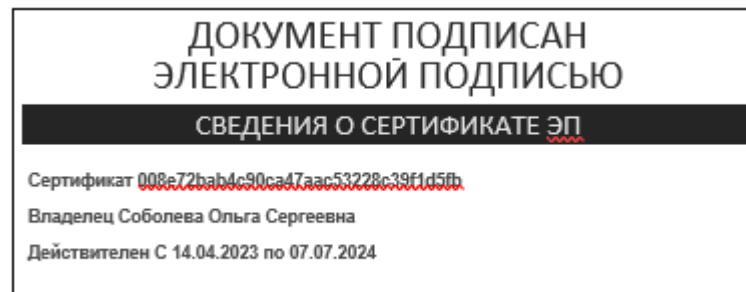 ДОКУМЕНТ ПОДПИСАН
ЭЛЕКТРОННОЙ ПОДПИСЬЮ
СВЕДЕНИЯ О СЕРТИФИКАТЕ ЭП
Сертификат 008e72bab4c90ca47aac53228c39f1d5fb
Владелец Соболева Ольга Сергеевна
Действителен С 14.04.2023 по 07.07.2024